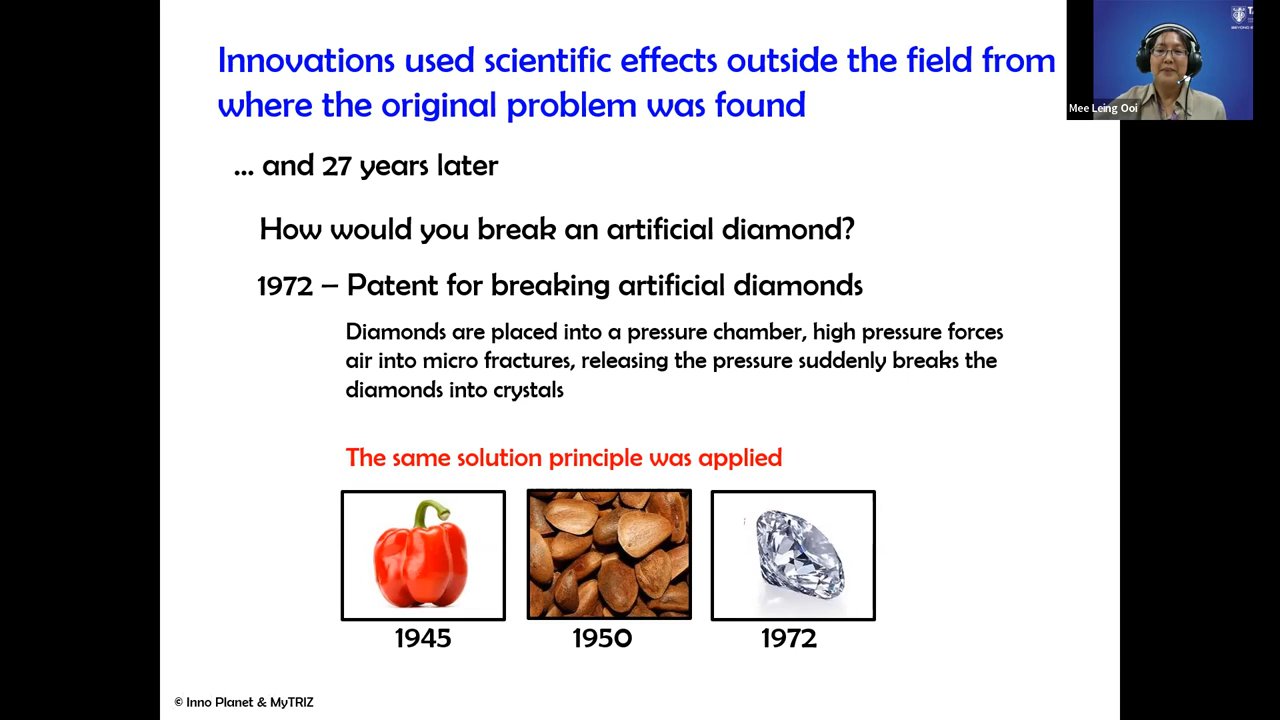 Innovations used scientific effects outside the field from
where the original problem was found
... and 27 years later
How would you break an artificial diamond?
1972 – Patent for breaking artificial diamonds
Diamonds are placed into a pressure chamber, high pressure forces
air into micro fractures, releasing the pressure suddenly breaks the
diamonds into crystals
The same solution principle was applied
1945
1950
1972
© Inno Planet & MyTRIZ
Mee Leing Ooi